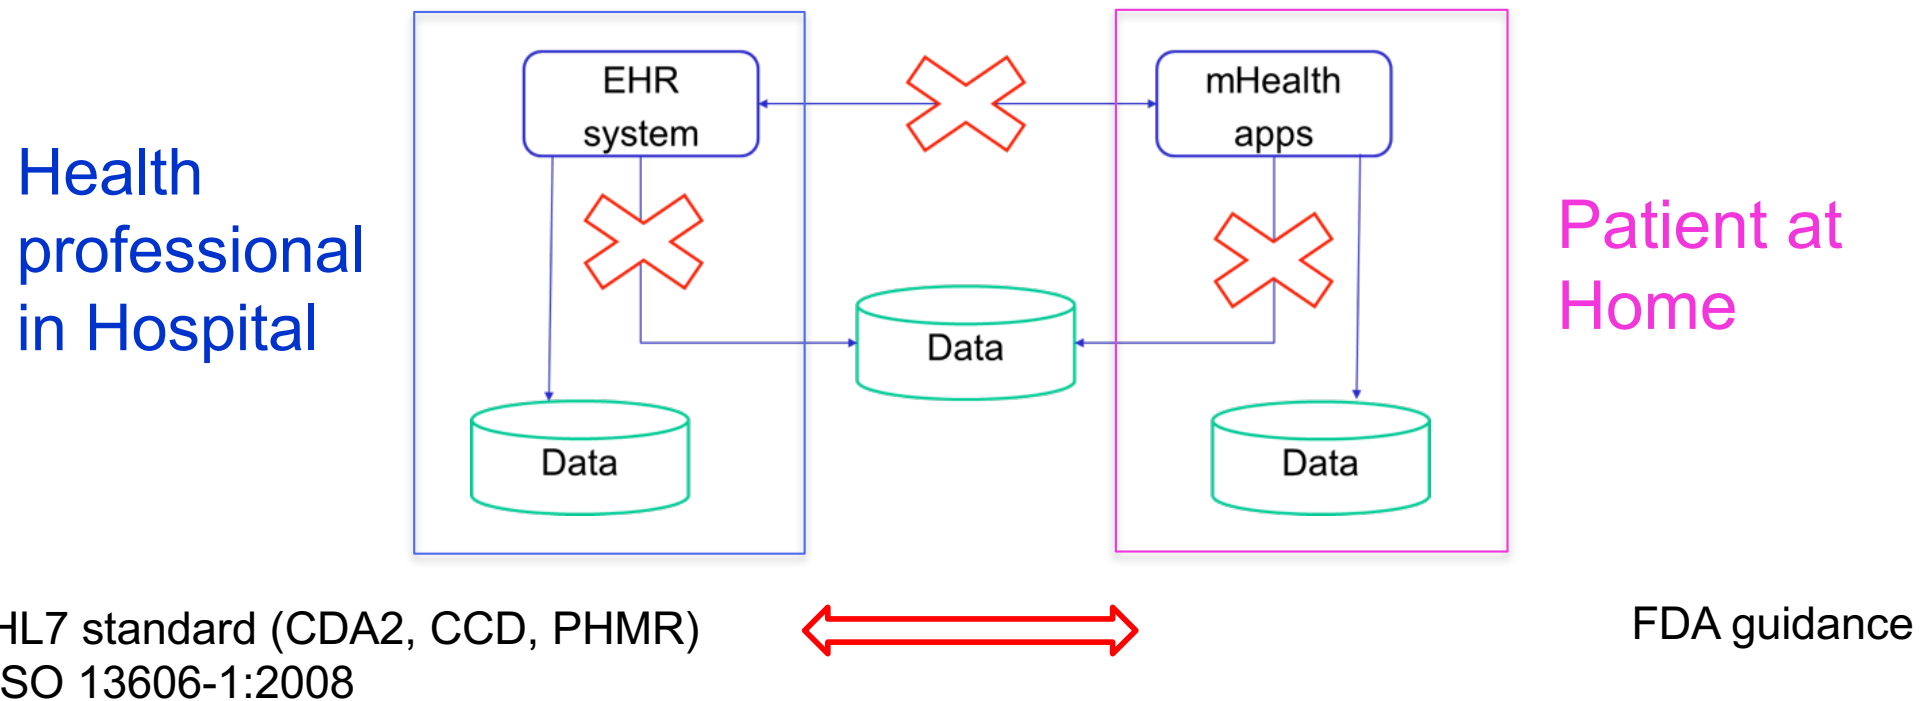 EHR
system
mHealth
apps
Health
professional
in Hospital
Patient at
Home
Data
Data
Data
HL7 standard (CDA2, CCD, PHMR)
SO 13606-1:2008
FDA guidance